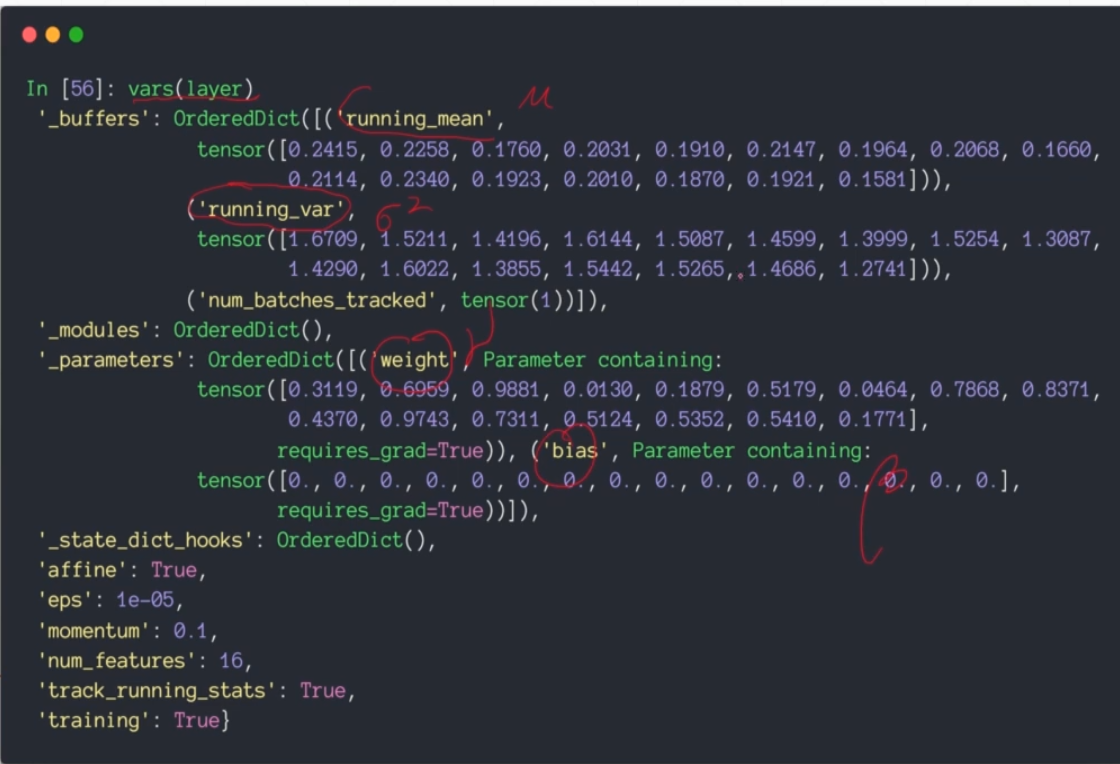 In [56]: vars(layer)
'_buffers': OrderedDict([('running_mean', μ
tensor([0.2415, 0.2258, 0.1760, 0.2031, 0.1910, 0.2147, 0.1964, 0.2068, 0.1660,
0.2114, 0.2340, 0.1923, 0.2010, 0.1870, 0.1921, 0.1581])),
('running_var', σ²
tensor([1.6709, 1.5211, 1.4196, 1.6144, 1.5087, 1.4599, 1.3999, 1.5254, 1.3087,
1.4290, 1.6022, 1.3855, 1.5442, 1.5265, 1.4686, 1.2741])),
('num_batches_tracked', tensor(1))]),
'_modules': OrderedDict(),
'_parameters': OrderedDict([('weight', γ Parameter containing:
tensor([0.3119, 0.6959, 0.9881, 0.0130, 0.1879, 0.5179, 0.0464, 0.7868, 0.8371,
0.4370, 0.9743, 0.7311, 0.5124, 0.5352, 0.5410, 0.1771],
requires_grad=True)), ('bias', Parameter containing:
tensor([0., 0., 0., 0., 0., 0., 0., 0., 0., 0., 0., 0., 0., 0., 0., 0.],
β
requires_grad=True))]),
'_state_dict_hooks': OrderedDict(),
'affine': True,
'eps': 1e-05,
'momentum': 0.1,
'num_features': 16,
'track_running_stats': True,
'training': True}